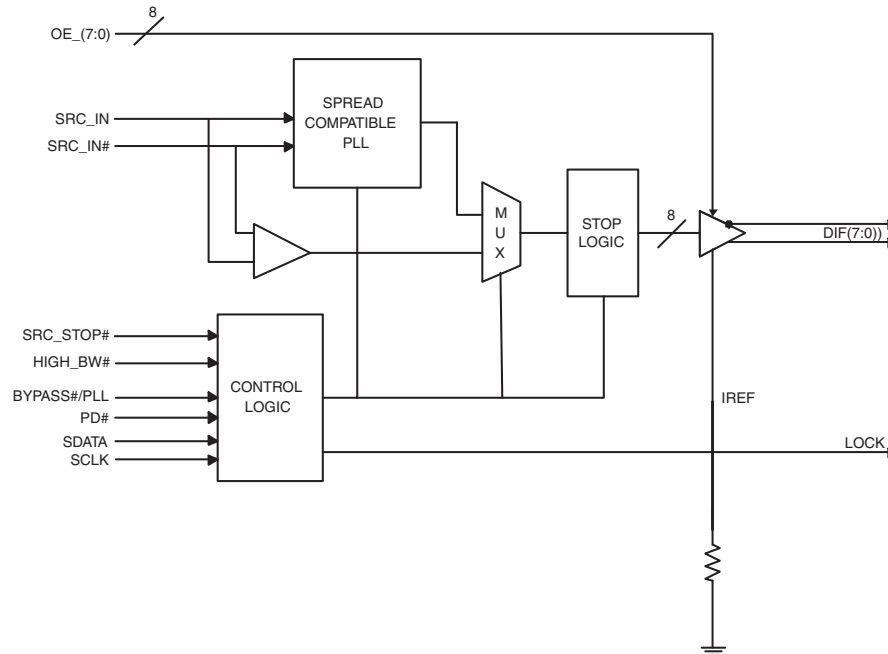 8
OE_(7:0)
SPREAD
COMPATIBLE
PLL
SRC_IN
SRC_IN#
M
U
X
STOP
LOGIC
8
DIF(7:0))
SRC_STOP#
HIGH_BW#
BYPASS#/PLL
PD#
SDATA
SCLK
CONTROL
LOGIC
IREF
LOCK